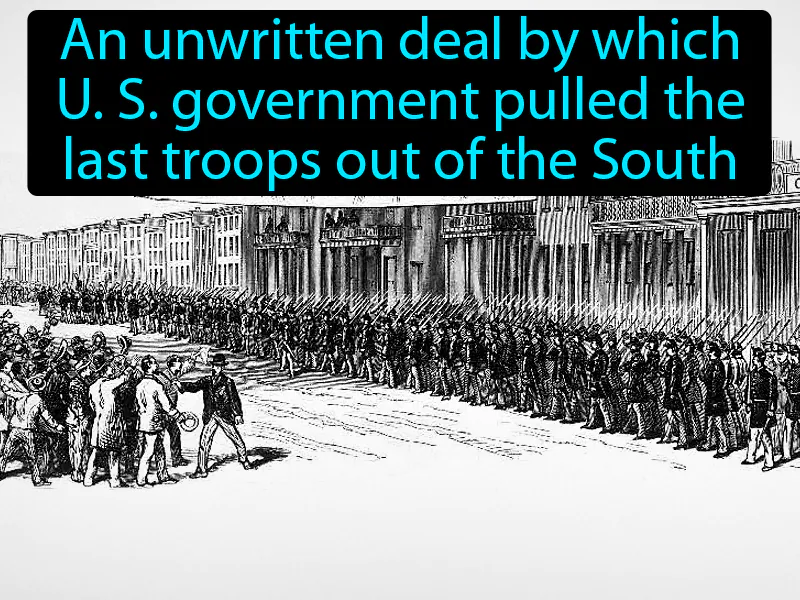 An unwritten deal by which
U. S. government pulled the
last troops out of the South